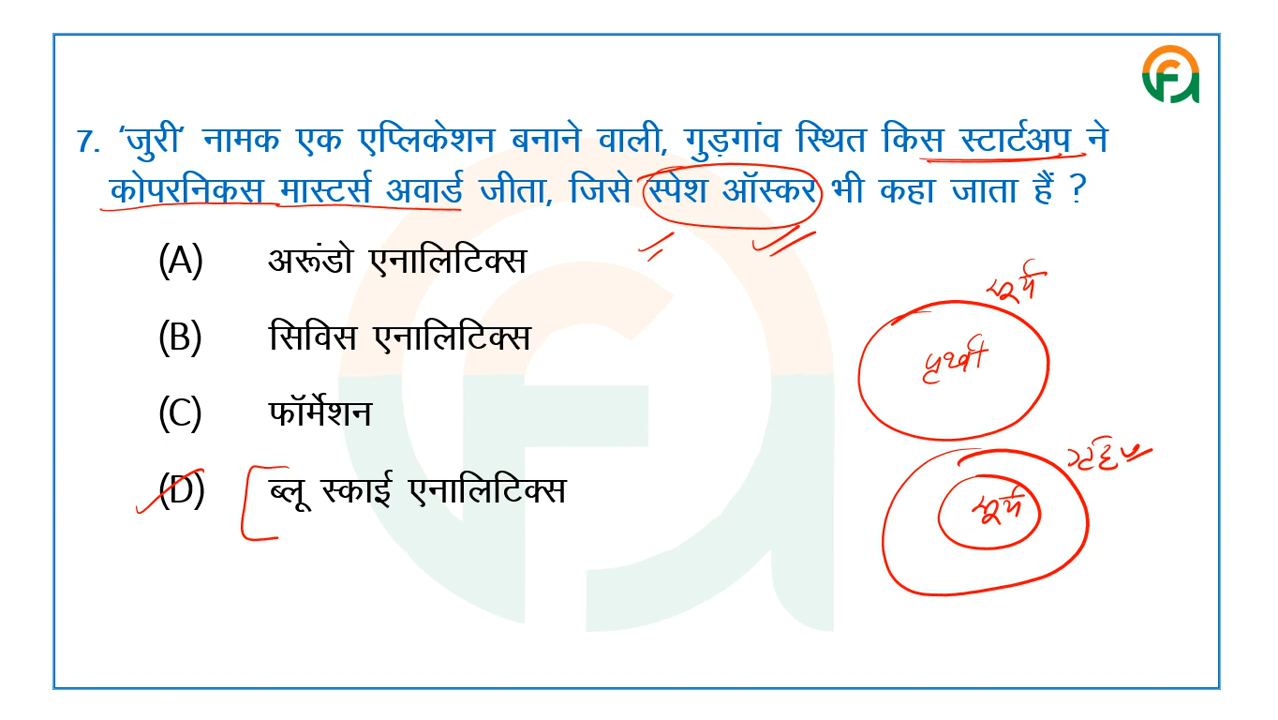 7. 'जुरी' नामक एक एप्लिकेशन बनाने वाली, गुड़गांव स्थित किस स्टार्टअप ने
कोपरनिकस मास्टर्स अवार्ड जीता, जिसे स्पेश ऑस्कर भी कहा जाता हैं ?
(A) अरूंडो एनालिटिक्स
(B) सिविस एनालिटिक्स
(C) फॉर्मेशन
(D) ब्लू स्काई एनालिटिक्स
सूर्य
पृथ्वी
सूर्य